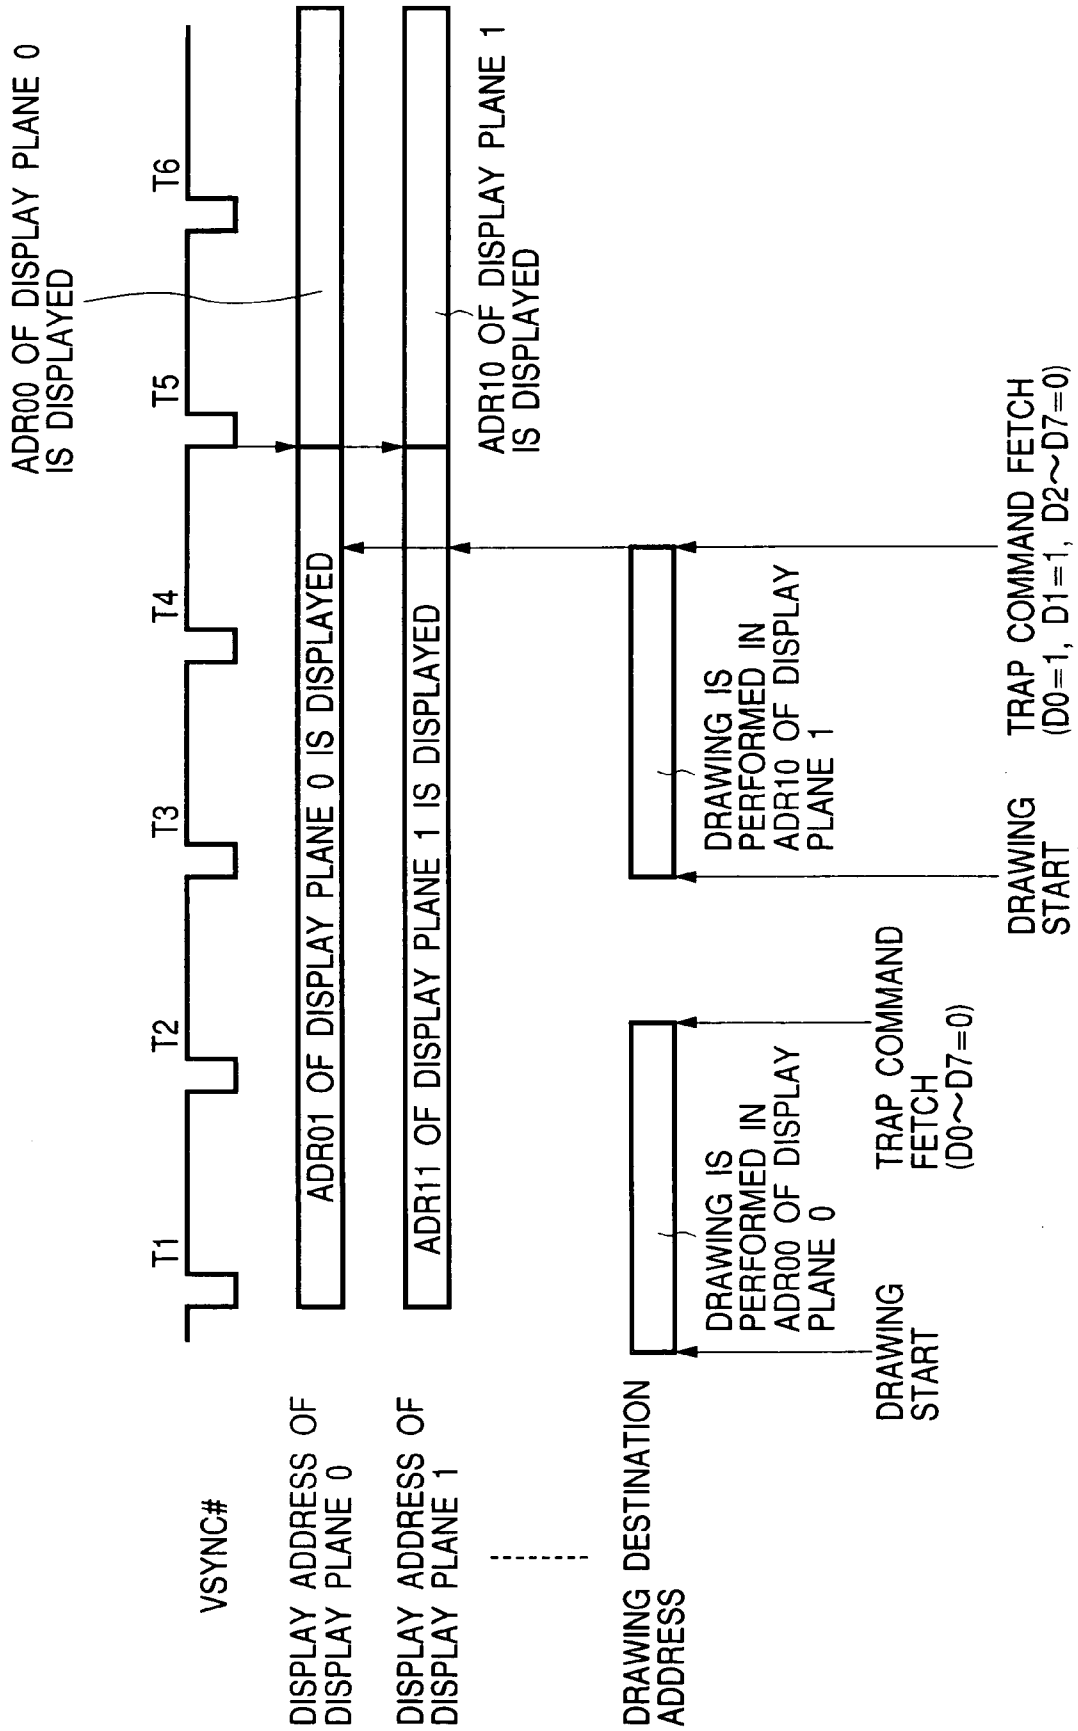 VSYNC#
T1
T2
T3
T4
T5
T6
ADR00 OF DISPLAY PLANE 0
IS DISPLAYED
DISPLAY ADDRESS OF
DISPLAY PLANE 0
ADR01 OF DISPLAY PLANE 0 IS DISPLAYED
DISPLAY ADDRESS OF
DISPLAY PLANE 1
ADR11 OF DISPLAY PLANE 1 IS DISPLAYED
ADR10 OF DISPLAY PLANE 1
IS DISPLAYED
DRAWING DESTINATION
ADDRESS
DRAWING IS
PERFORMED IN
ADR00 OF DISPLAY
PLANE 0
DRAWING IS
PERFORMED IN
ADR10 OF DISPLAY
PLANE 1
DRAWING
START
TRAP COMMAND
FETCH
(D0~D7=0)
DRAWING
START
TRAP COMMAND FETCH
(D0=1, D1=1, D2~D7=0)